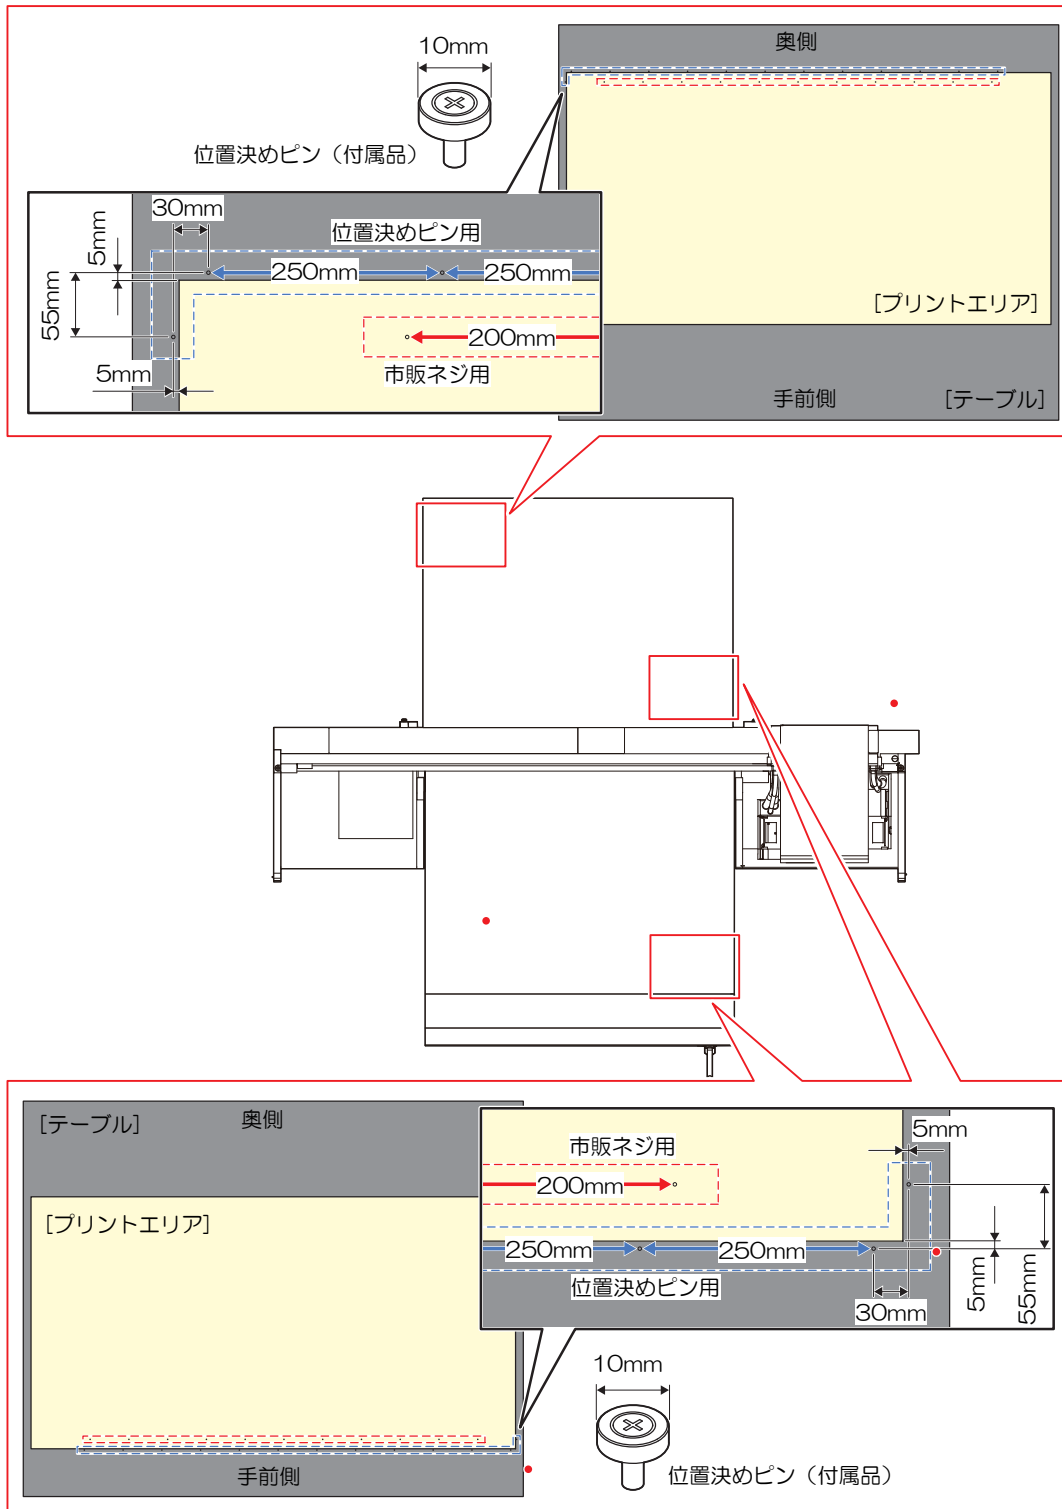 奥側
10mm
位置決めピン（付属品）
30mm
位置決めピン用
5mm
250mm
250mm
55mm
[プリントエリア]
200mm
5mm
市販ネジ用
手前側
[テーブル]
[テーブル]
奥側
市販ネジ用
5mm
200mm
[プリントエリア]
250mm
250mm
位置決めピン用
5mm
55mm
30mm
10mm
手前側
位置決めピン（付属品）